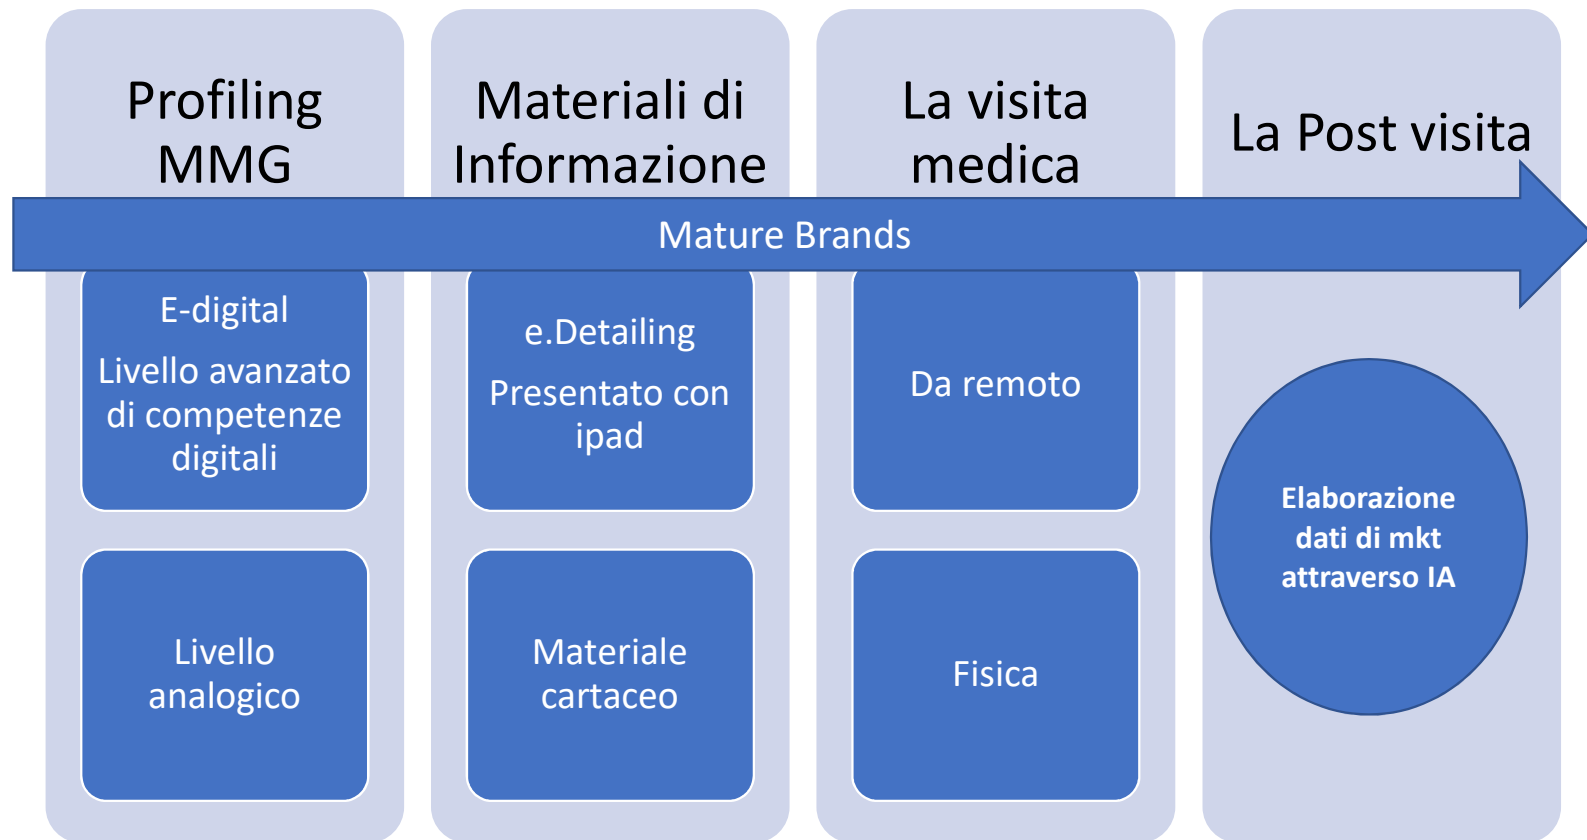 Profiling
MMG
Materiali di
Informazione
La visita
medica
La Post visita
Mature Brands
E-digital
Livello avanzato
di competenze
digitali
e.Detailing
Presentato con
ipad
Da remoto
Elaborazione
dati di mkt
attraverso IA
Livello
analogico
Materiale
cartaceo
Fisica